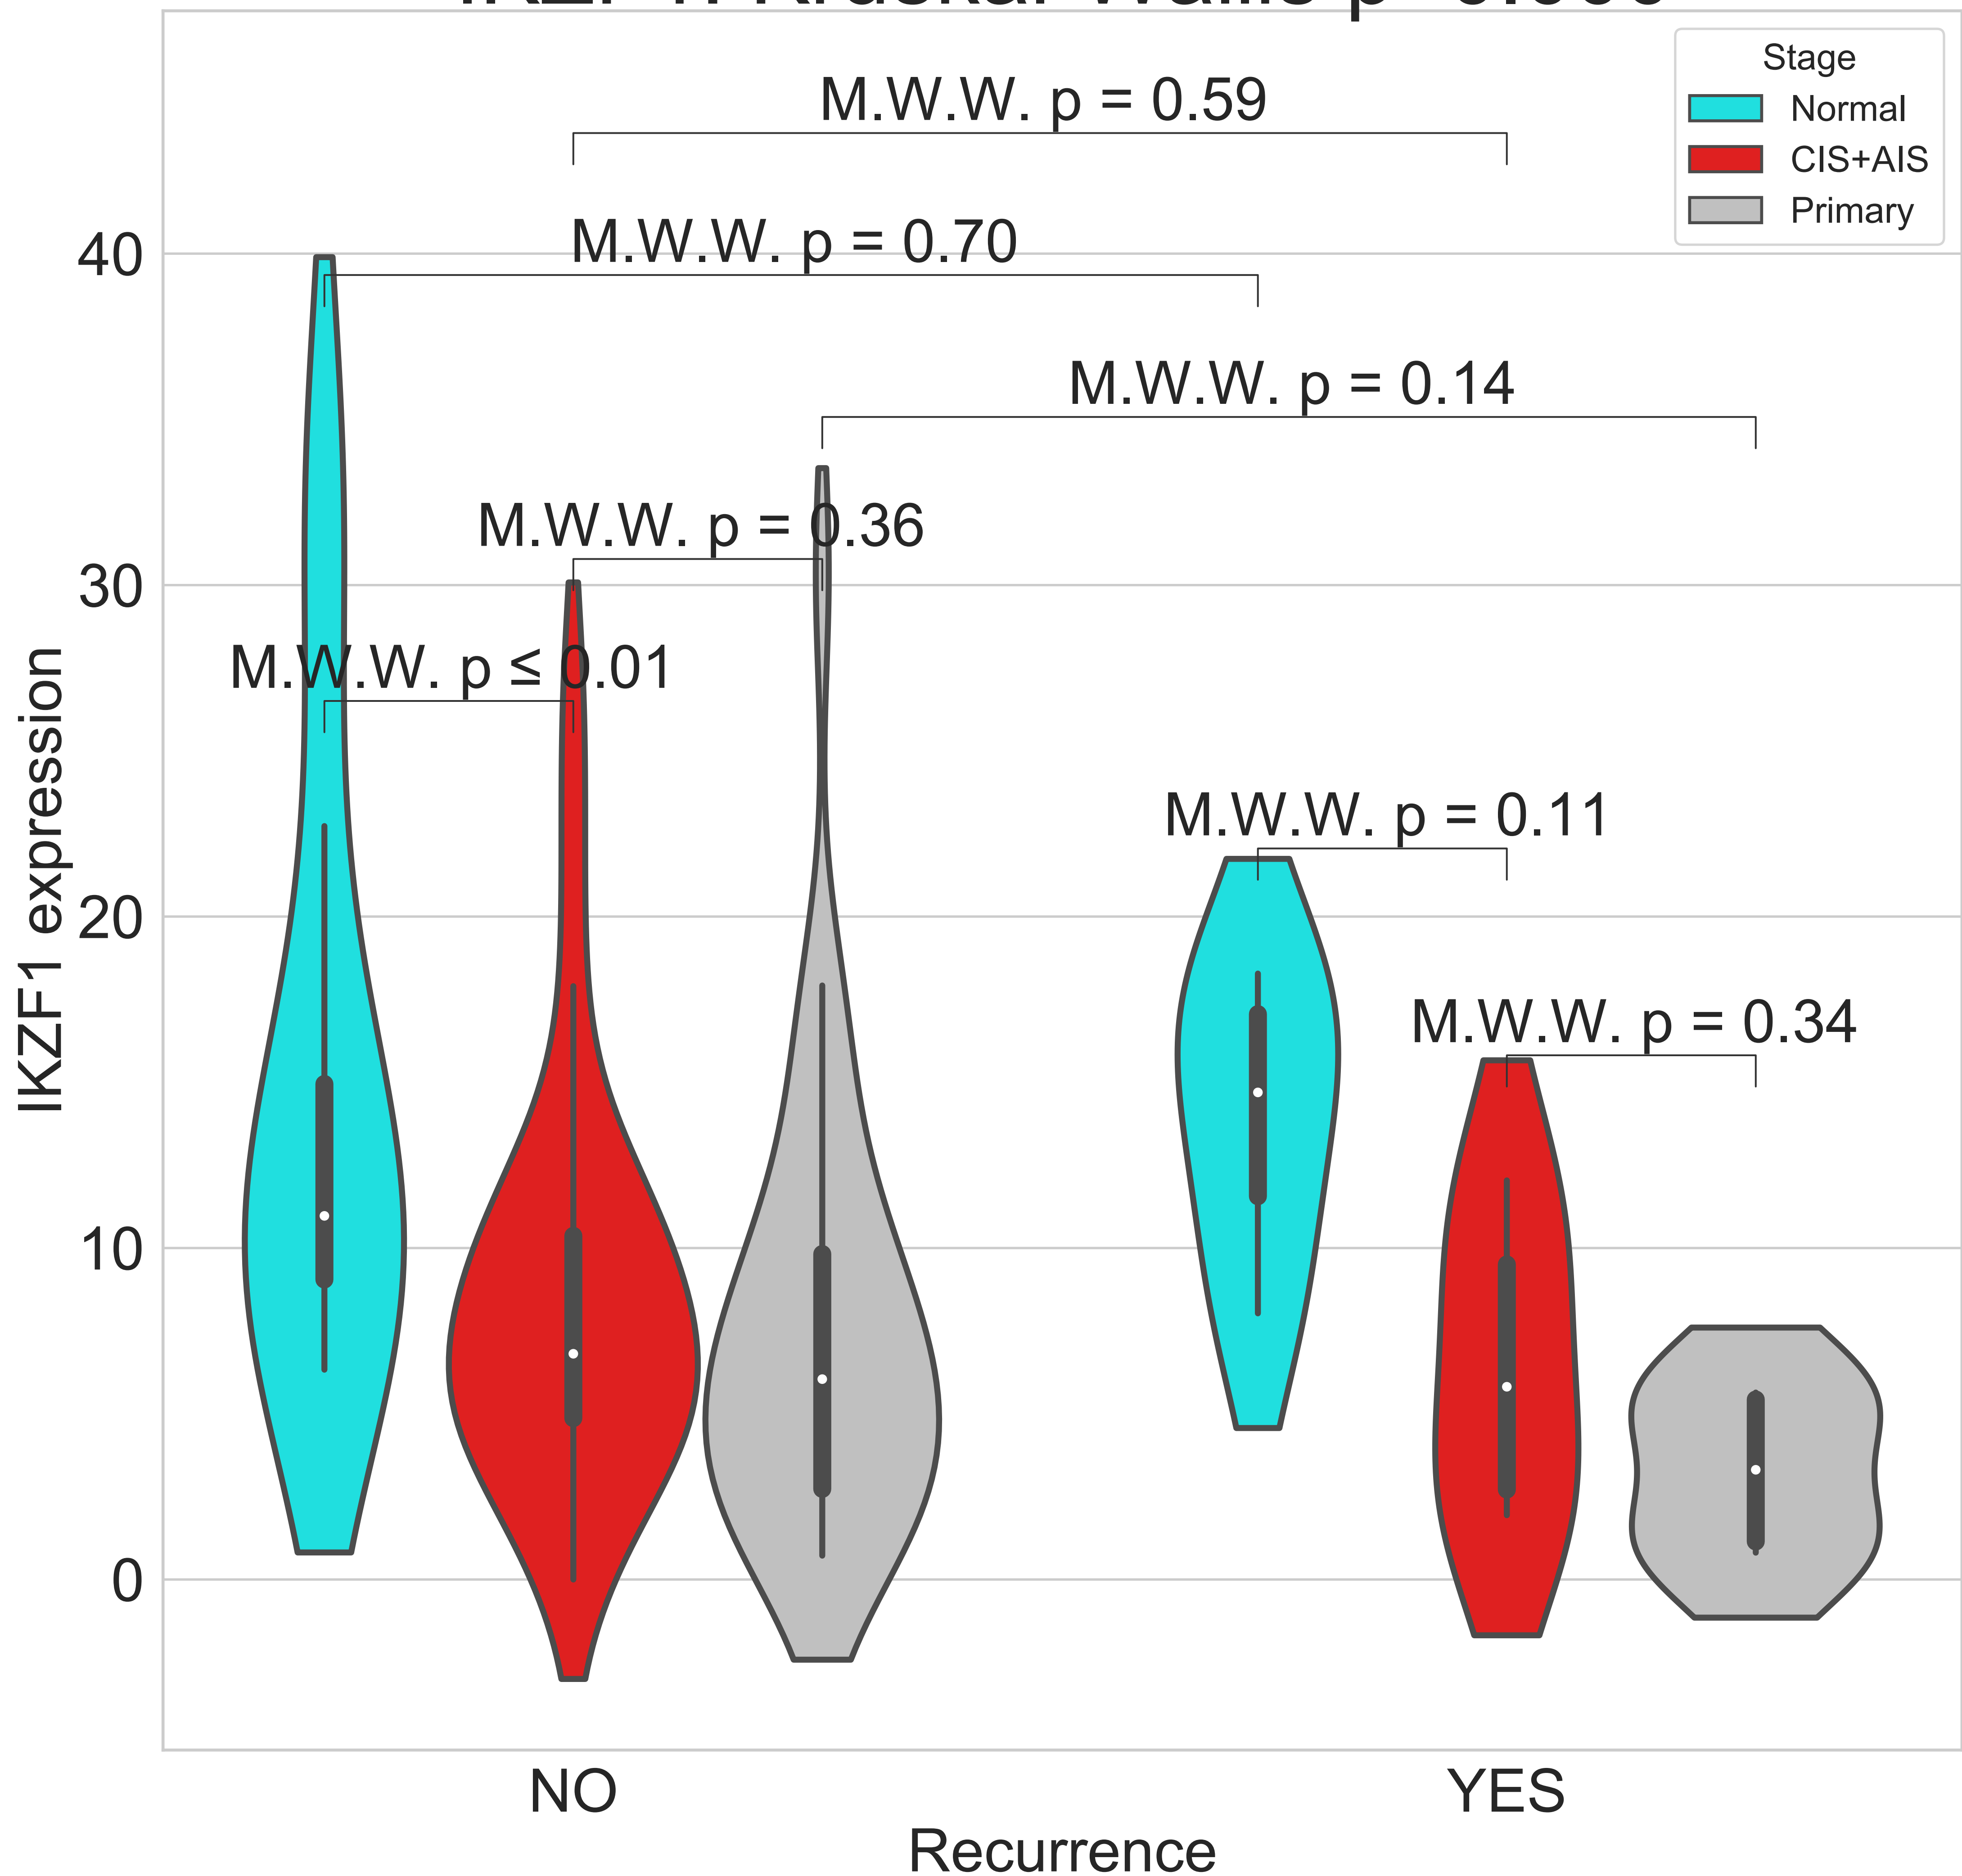 Stage
Normal
CIS+AIS
Primary
M.W.W. p = 0.59
M.W.W. p = 0.70
M.W.W. p = 0.14
M.W.W. p = 0.36
M.W.W. p ≤ 0.01
M.W.W. p = 0.11
M.W.W. p = 0.34
40
30
20
10
0
IKZF1 expression
NO
YES
Recurrence